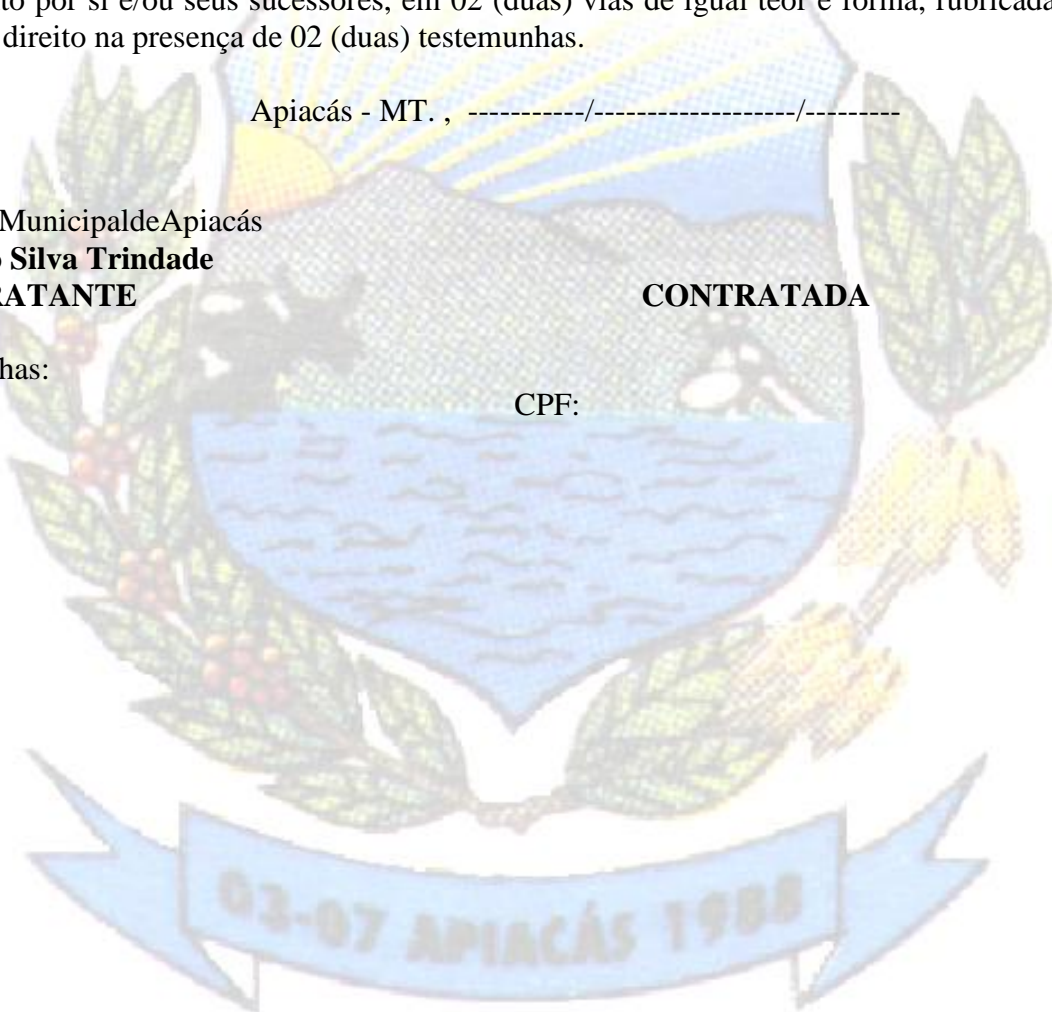 to por si e/ou seus sucessores, em 02 (duas) vias de igual teor e forma, rubricada
direito na presença de 02 (duas) testemunhas.
Apiacás - MT. , -----------/-------------------/---------
MunicipaldeApiacás
o Silva Trindade
RATANTE CONTRATADA
has:
CPF:
03-07 APIACÁS 1988